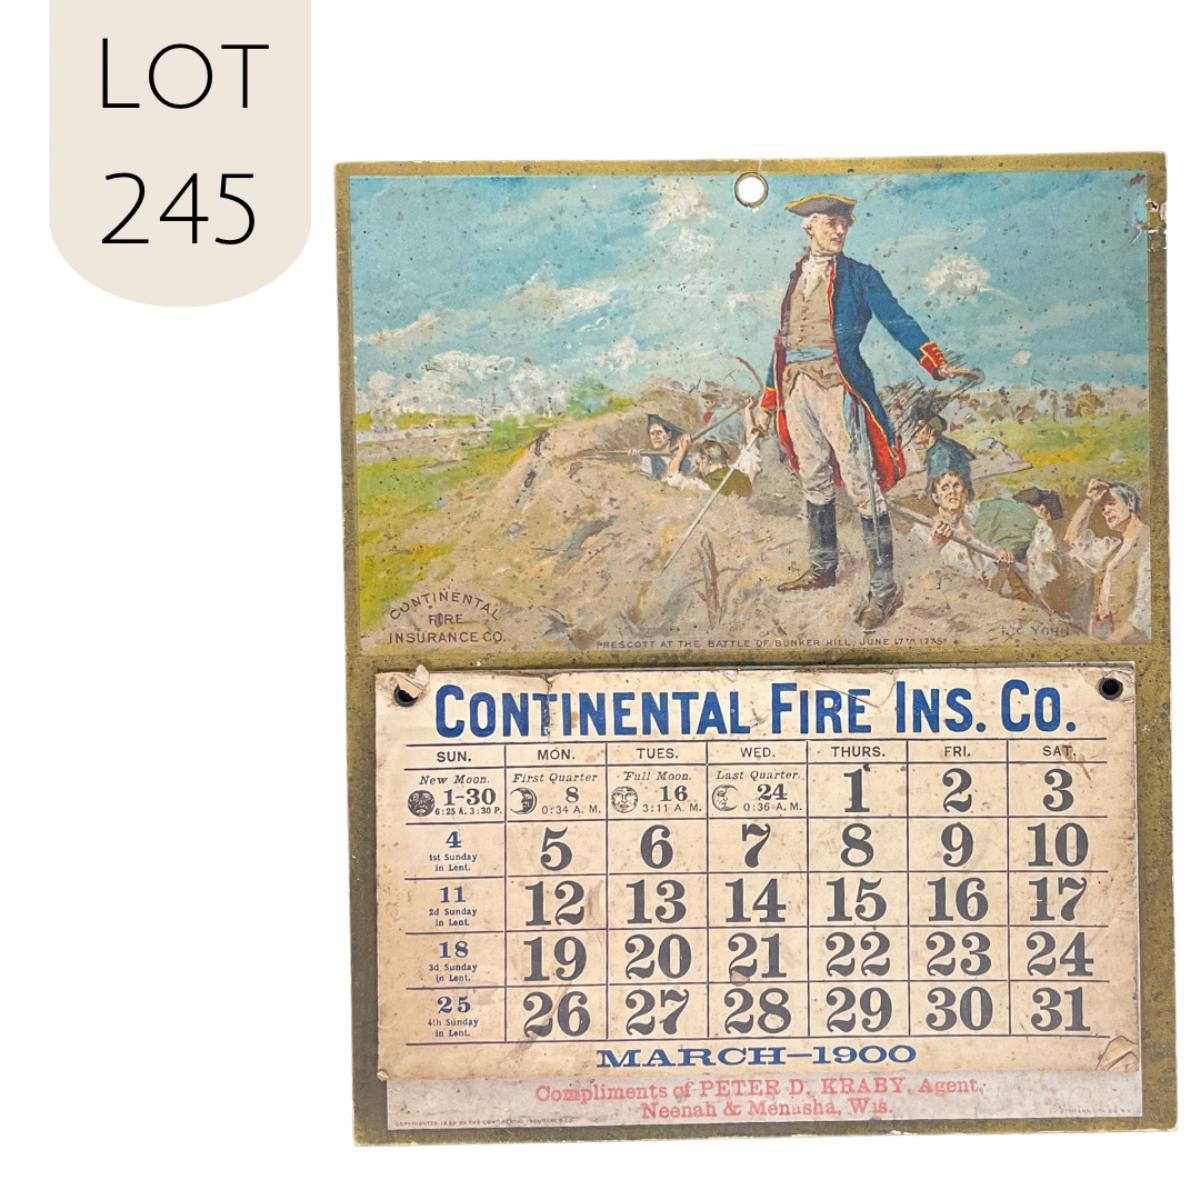 LOT
245
CONTINENTAL
FIRE
INSURANCE CO.
PRESCOTT AT THE BATTLE OF BUNKER HILL, JUNE 17TH 1775
F.C. YOHN
CONTINENTAL FIRE INS. CO.
SUN. MON. TUES. WED. THURS. FRI. SAT.
New Moon. First Quarter. Full Moon. Last Quarter.
1-30 8 16 24 1 2 3
6:25 A. 3:30 P. 0:34 A. M. 3:11 A. M. 0:36 A. M.
4 5 6 7 8 9 10
1st Sunday
in Lent.
11 12 13 14 15 16 17
2d Sunday
in Lent.
18 19 20 21 22 23 24
3d Sunday
in Lent.
25 26 27 28 29 30 31
4th Sunday
in Lent.
MARCH-1900
Compliments of PETER D. KRABY, Agent,
Neenah & Menasha, Wis.